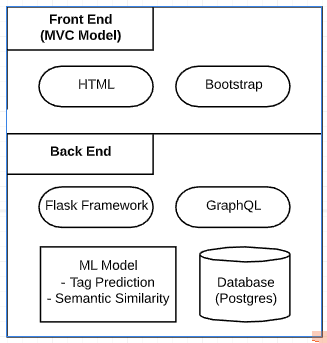 Front End
(MVC Model)
HTML
Bootstrap
Back End
Flask Framework
GraphQL
ML Model
- Tag Prediction
- Semantic Similarity
Database
(Postgres)